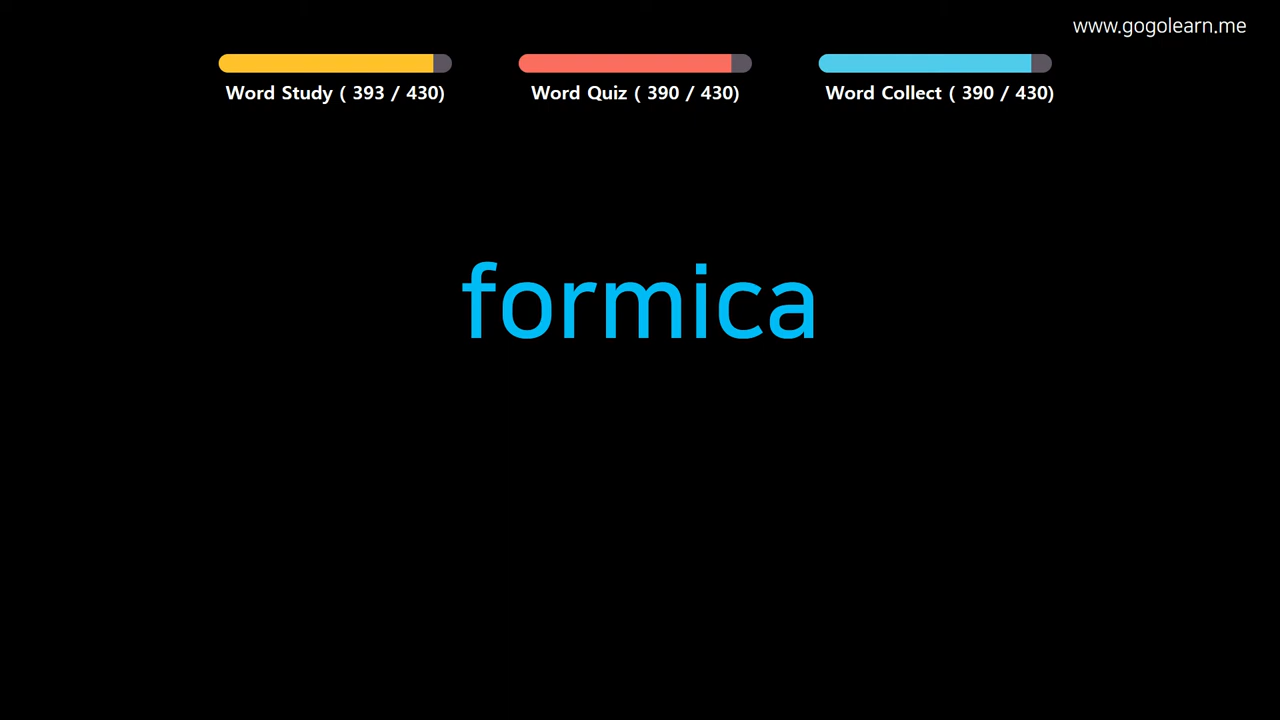 www.gogolearn.me
Word Study ( 393 / 430)
Word Quiz ( 390 / 430)
Word Collect ( 390 / 430)
formica